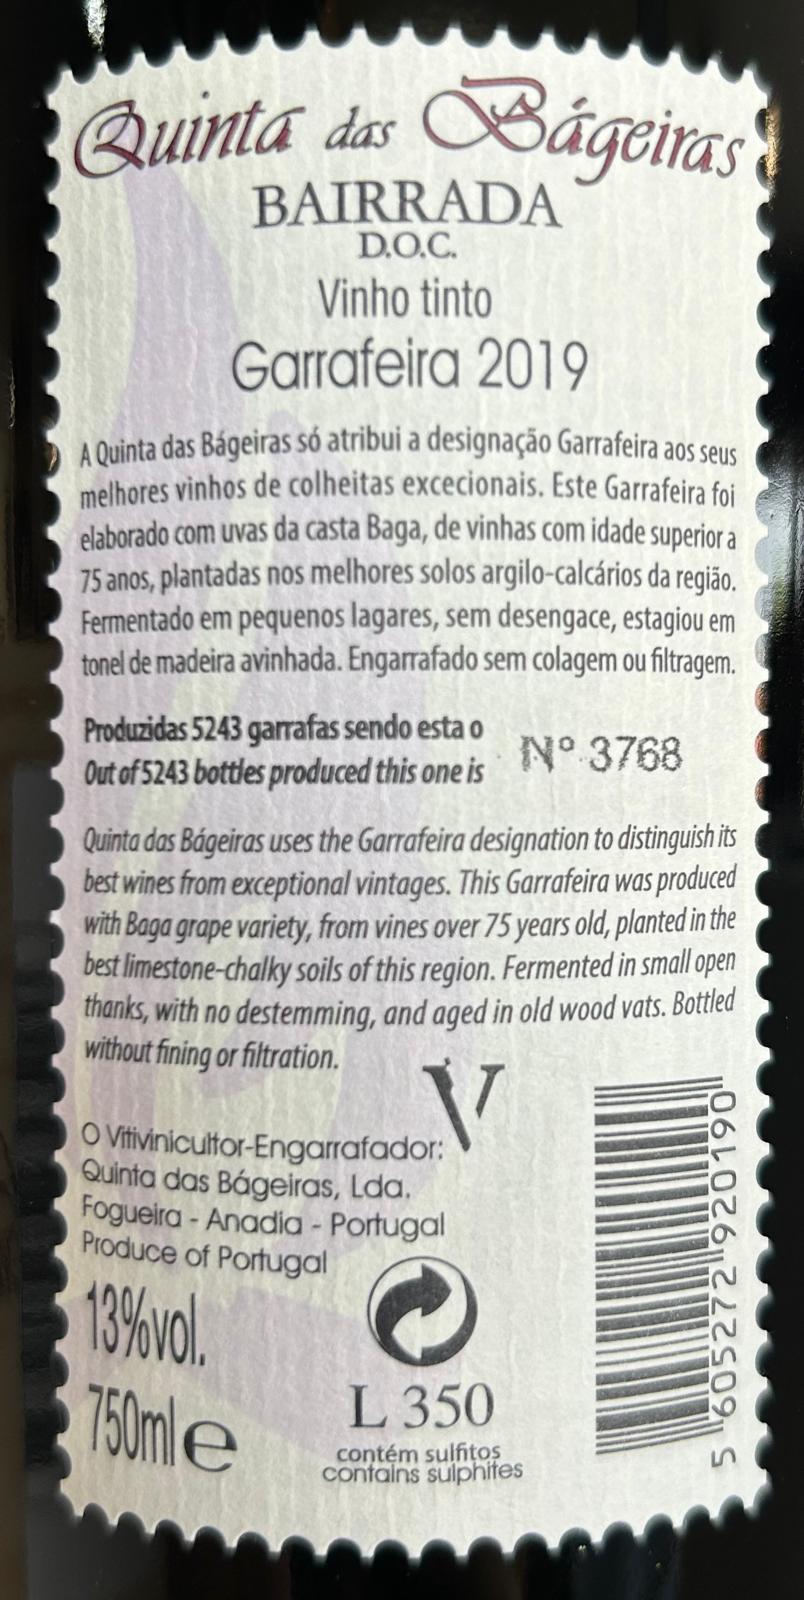 Quinta das Bágeiras
BAIRRADA
D.O.C.
Vinho tinto
Garrafeira 2019
A Quinta das Bágeiras só atribui a designação Garrafeira aos seus
melhores vinhos de colheitas excecionais. Este Garrafeira foi
elaborado com uvas da casta Baga, de vinhas com idade superior a
75 anos, plantadas nos melhores solos argilo-calcários da região.
Fermentado em pequenos lagares, sem desengace, estagiou em
tonel de madeira avinhada. Engarrafado sem colagem ou filtragem.
Produzidas 5243 garrafas sendo esta o
Out of 5243 bottles produced this one is
Nº 3768
Quinta das Bágeiras uses the Garrafeira designation to distinguish its
best wines from exceptional vintages. This Garrafeira was produced
with Baga grape variety, from vines over 75 years old, planted in the
best limestone-chalky soils of this region. Fermented in small open
thanks, with no destemming, and aged in old wood vats. Bottled
without fining or filtration.
V
O Vitivinicultor-Engarrafador:
Quinta das Bágeiras, Lda.
Fogueira - Anadia - Portugal
Produce of Portugal
13%vol.
750ml e
L 350
contém sulfitos
contains sulphites
5 605272 920190